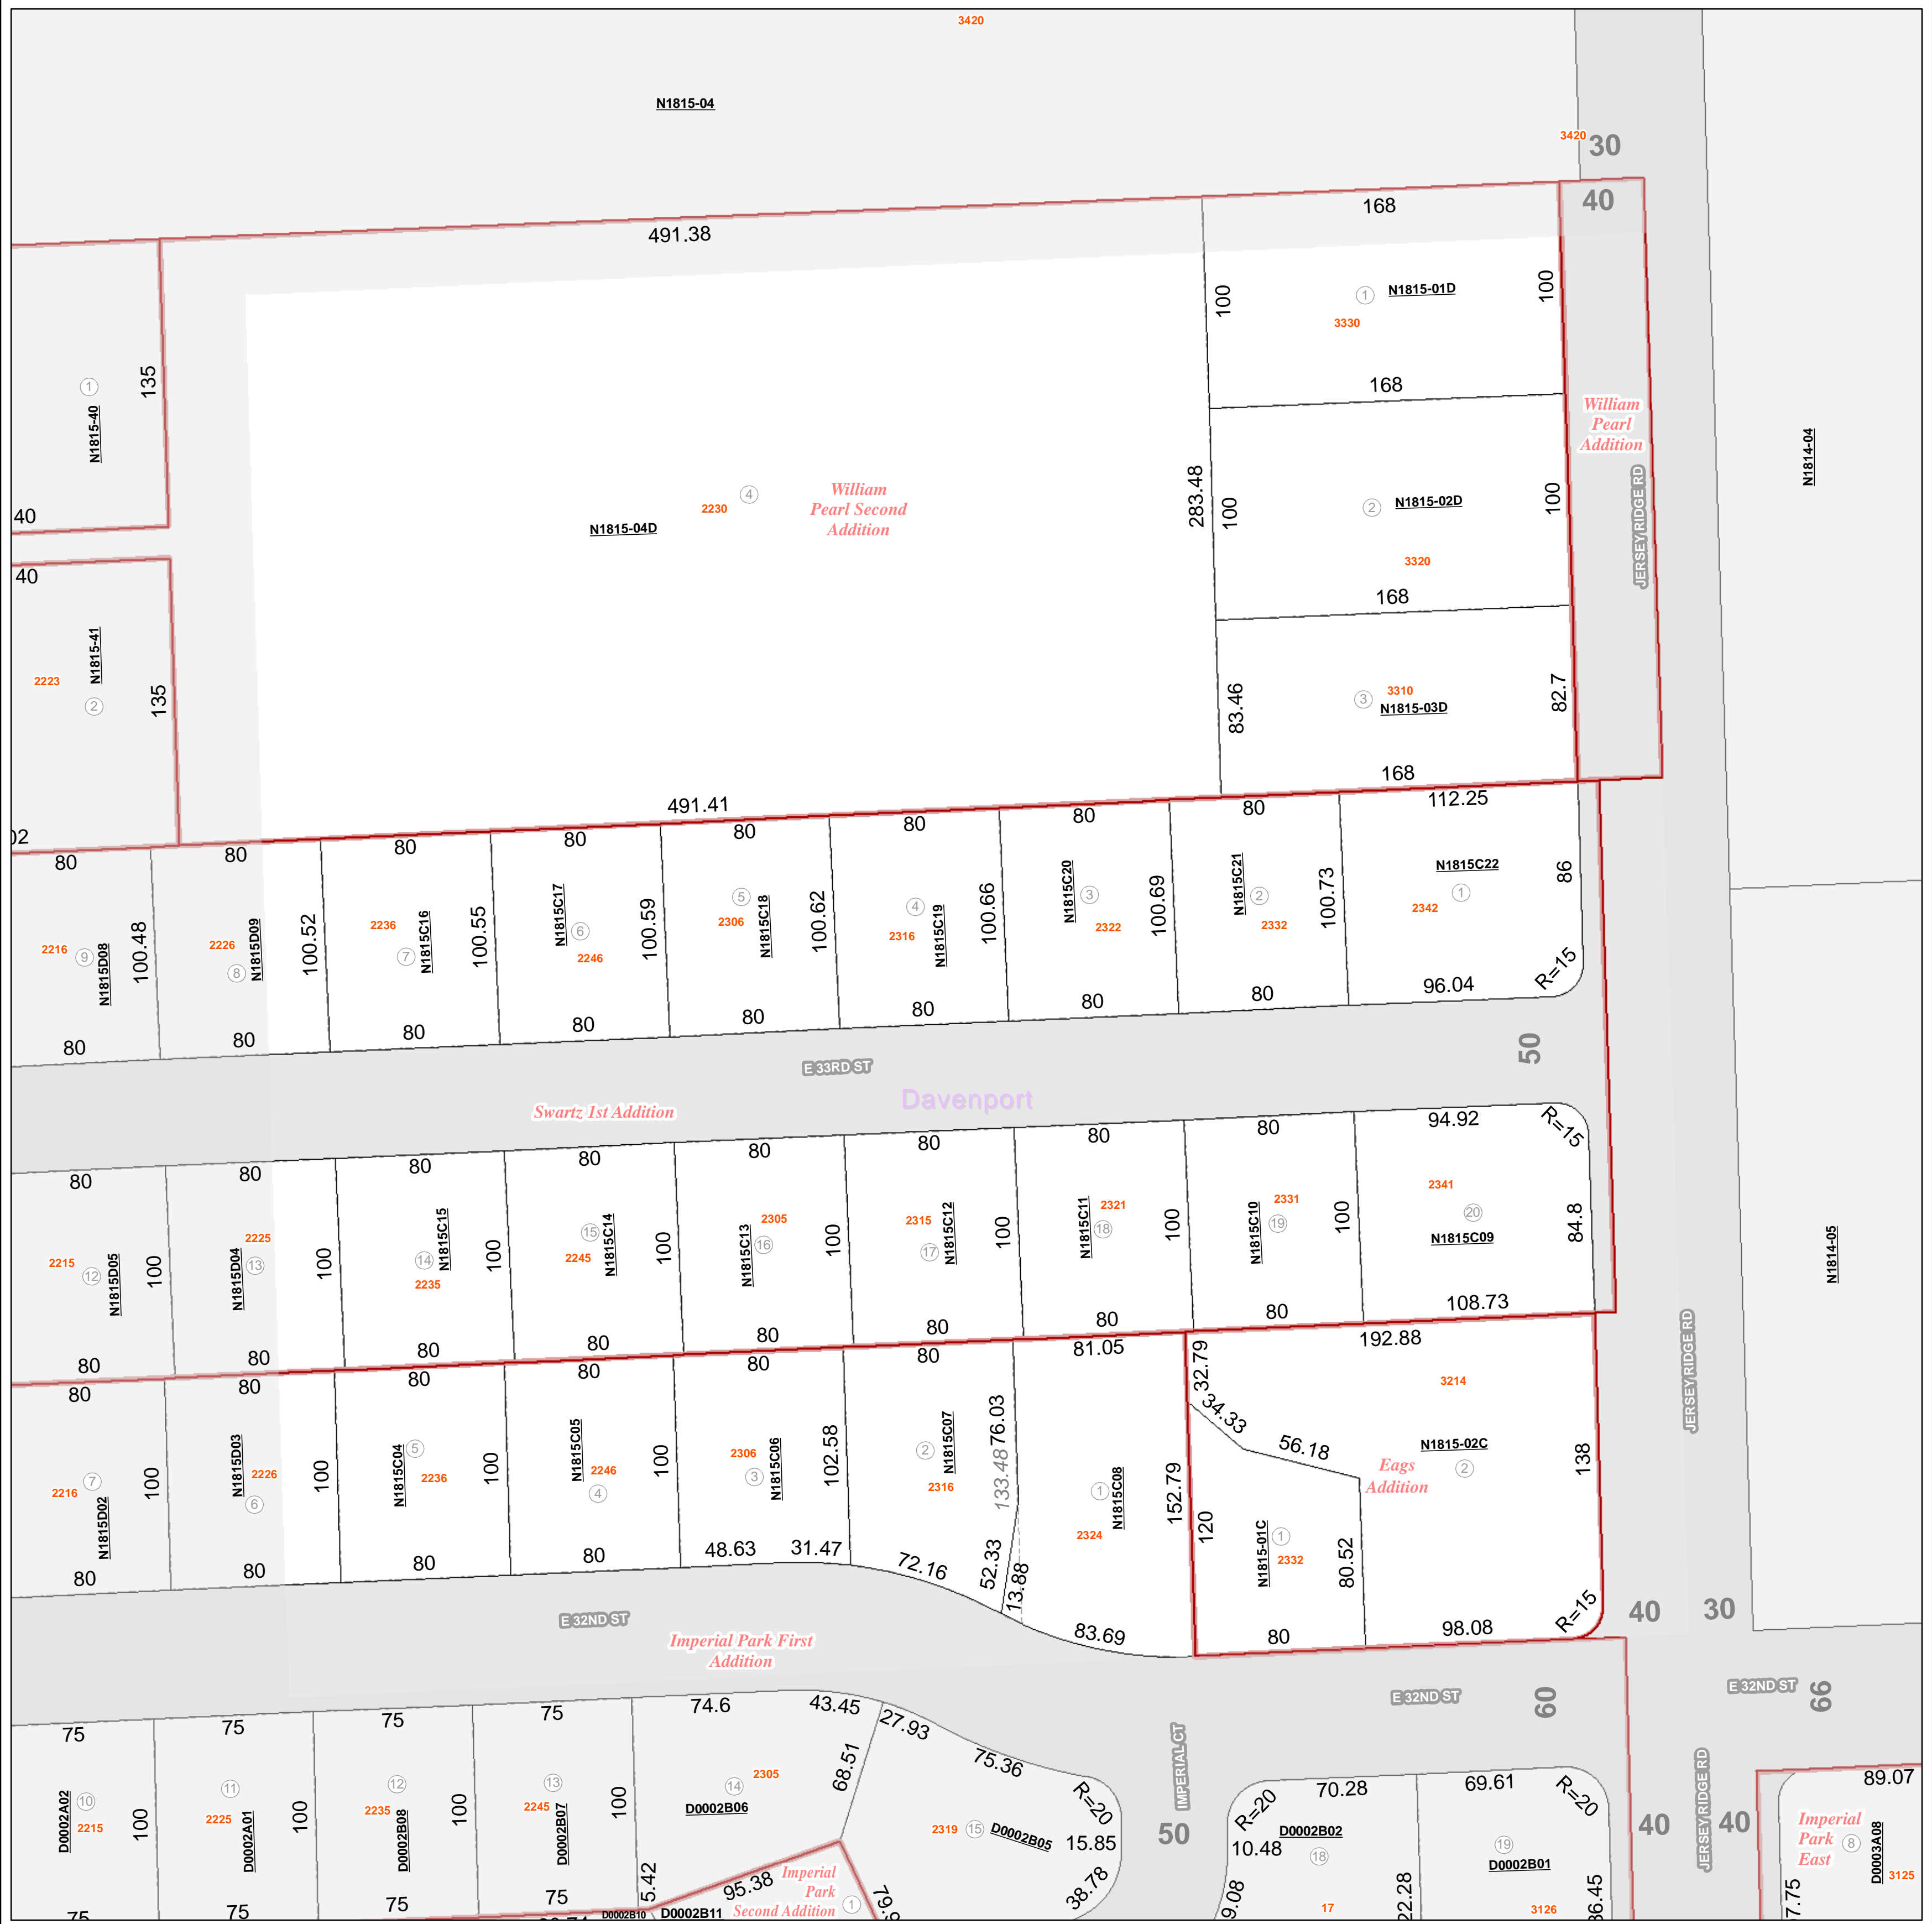 3420
N1815-04
3420
30
40
168
491.38
100
1
N1815-01D
100
3330
168
135
1
N1815-40
William
Pearl
Addition
JERSEY RIDGE RD
N1814-04
40
William
Pearl Second
Addition
4
2230
N1815-04D
283.48
100
2
N1815-02D
100
3320
168
40
N1815-41
2223
2
135
83.46
3
3310
N1815-03D
82.7
168
491.41
112.25
80
80
80
80
80
80
80
80
2216
9
N1815D08
100.48
2226
8
N1815D09
100.52
2236
7
N1815C16
100.55
N1815C17
6
2246
100.59
5
2306
N1815C18
100.62
4
2316
N1815C19
100.66
N1815C20
3
2322
100.69
N1815C21
2
2332
100.73
N1815C22
2342
1
86
R=15
96.04
80
80
80
80
80
80
80
80
E 33RD ST
50
Davenport
Swartz 1st Addition
80
80
80
80
80
80
80
80
94.92
R=15
2215
12
N1815D05
100
N1815D04
2225
13
100
14
N1815C15
2235
100
15
2245
N1815C14
100
N1815C13
2305
16
100
2315
17
N1815C12
100
N1815C11
2321
18
100
N1815C10
2331
19
100
2341
20
N1815C09
84.8
N1814-05
80
80
80
80
80
80
80
80
108.73
JERSEY RIDGE RD
80
80
80
80
80
80
81.05
192.88
2216
7
N1815D02
100
N1815D03
2226
6
100
N1815C04
5
2236
100
N1815C05
2246
4
100
2306
3
N1815C06
102.58
2
N1815C07
2316
76.03
133.48
52.33
13.88
1
N1815C08
2324
152.79
32.79
34.33
56.18
120
N1815-01C
1
2332
80.52
3214
N1815-02C
2
Eags
Addition
138
R=15
80
80
80
80
48.63
31.47
72.16
83.69
80
98.08
40
30
E 32ND ST
Imperial Park First
Addition
E 32ND ST
60
E 32ND ST
66
75
75
75
75
74.6
43.45
27.93
75.36
R=20
IMPERIAL CT
50
D0002A02
10
2215
100
11
2225
D0002A01
100
12
2235
D0002B08
100
13
2245
D0002B07
100
14
2305
D0002B06
68.51
2319
15
D0002B05
15.85
38.78
R=20
70.28
69.61
R=20
10.48
D0002B02
18
17
22.28
19
D0002B01
3126
40
JERSEY RIDGE RD
40
89.07
Imperial
Park
East
8
D0003A08
3125
75
75
75
5.42
95.38
D0002B10
D0002B11
Imperial
Park
Second Addition
1